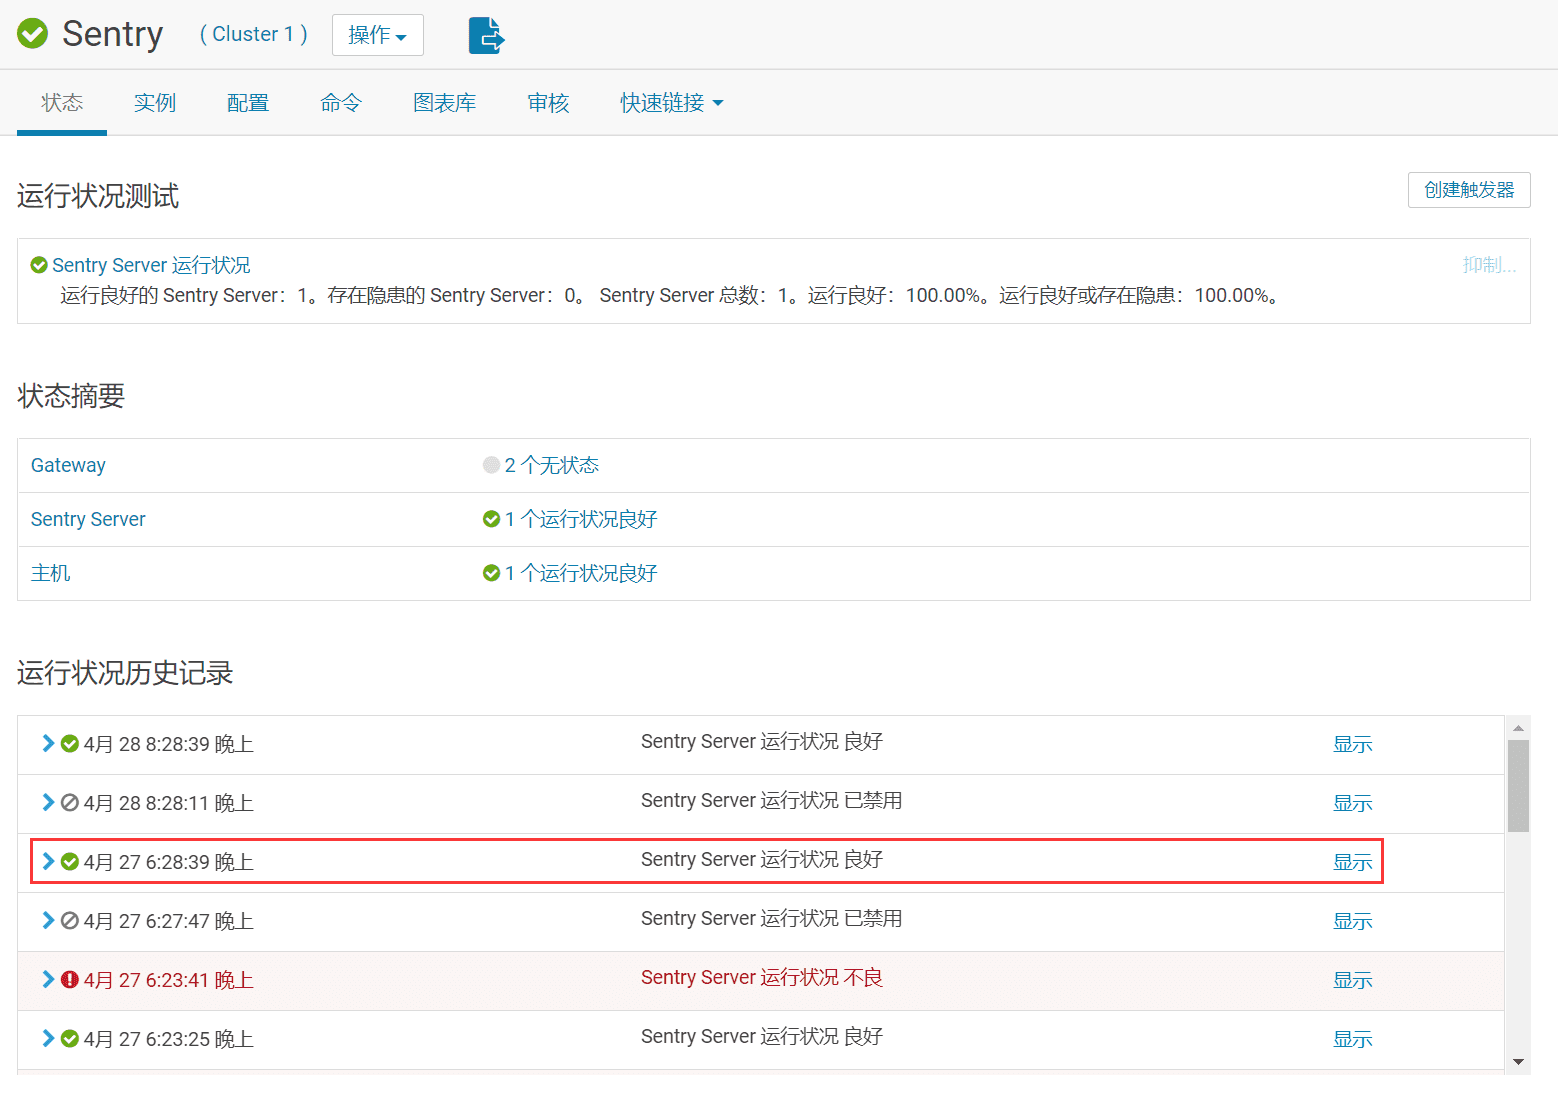 Sentry ( Cluster 1 ) 操作
状态 实例 配置 命令 图表库 审核 快速链接
运行状况测试 创建触发器
Sentry Server 运行状况 抑制...
运行良好的 Sentry Server：1。存在隐患的 Sentry Server：0。 Sentry Server 总数：1。运行良好：100.00%。运行良好或存在隐患：100.00%。
状态摘要
Gateway 2 个无状态
Sentry Server 1 个运行状况良好
主机 1 个运行状况良好
运行状况历史记录
4月 28 8:28:39 晚上 Sentry Server 运行状况 良好 显示
4月 28 8:28:11 晚上 Sentry Server 运行状况 已禁用 显示
4月 27 6:28:39 晚上 Sentry Server 运行状况 良好 显示
4月 27 6:27:47 晚上 Sentry Server 运行状况 已禁用 显示
4月 27 6:23:41 晚上 Sentry Server 运行状况 不良 显示
4月 27 6:23:25 晚上 Sentry Server 运行状况 良好 显示